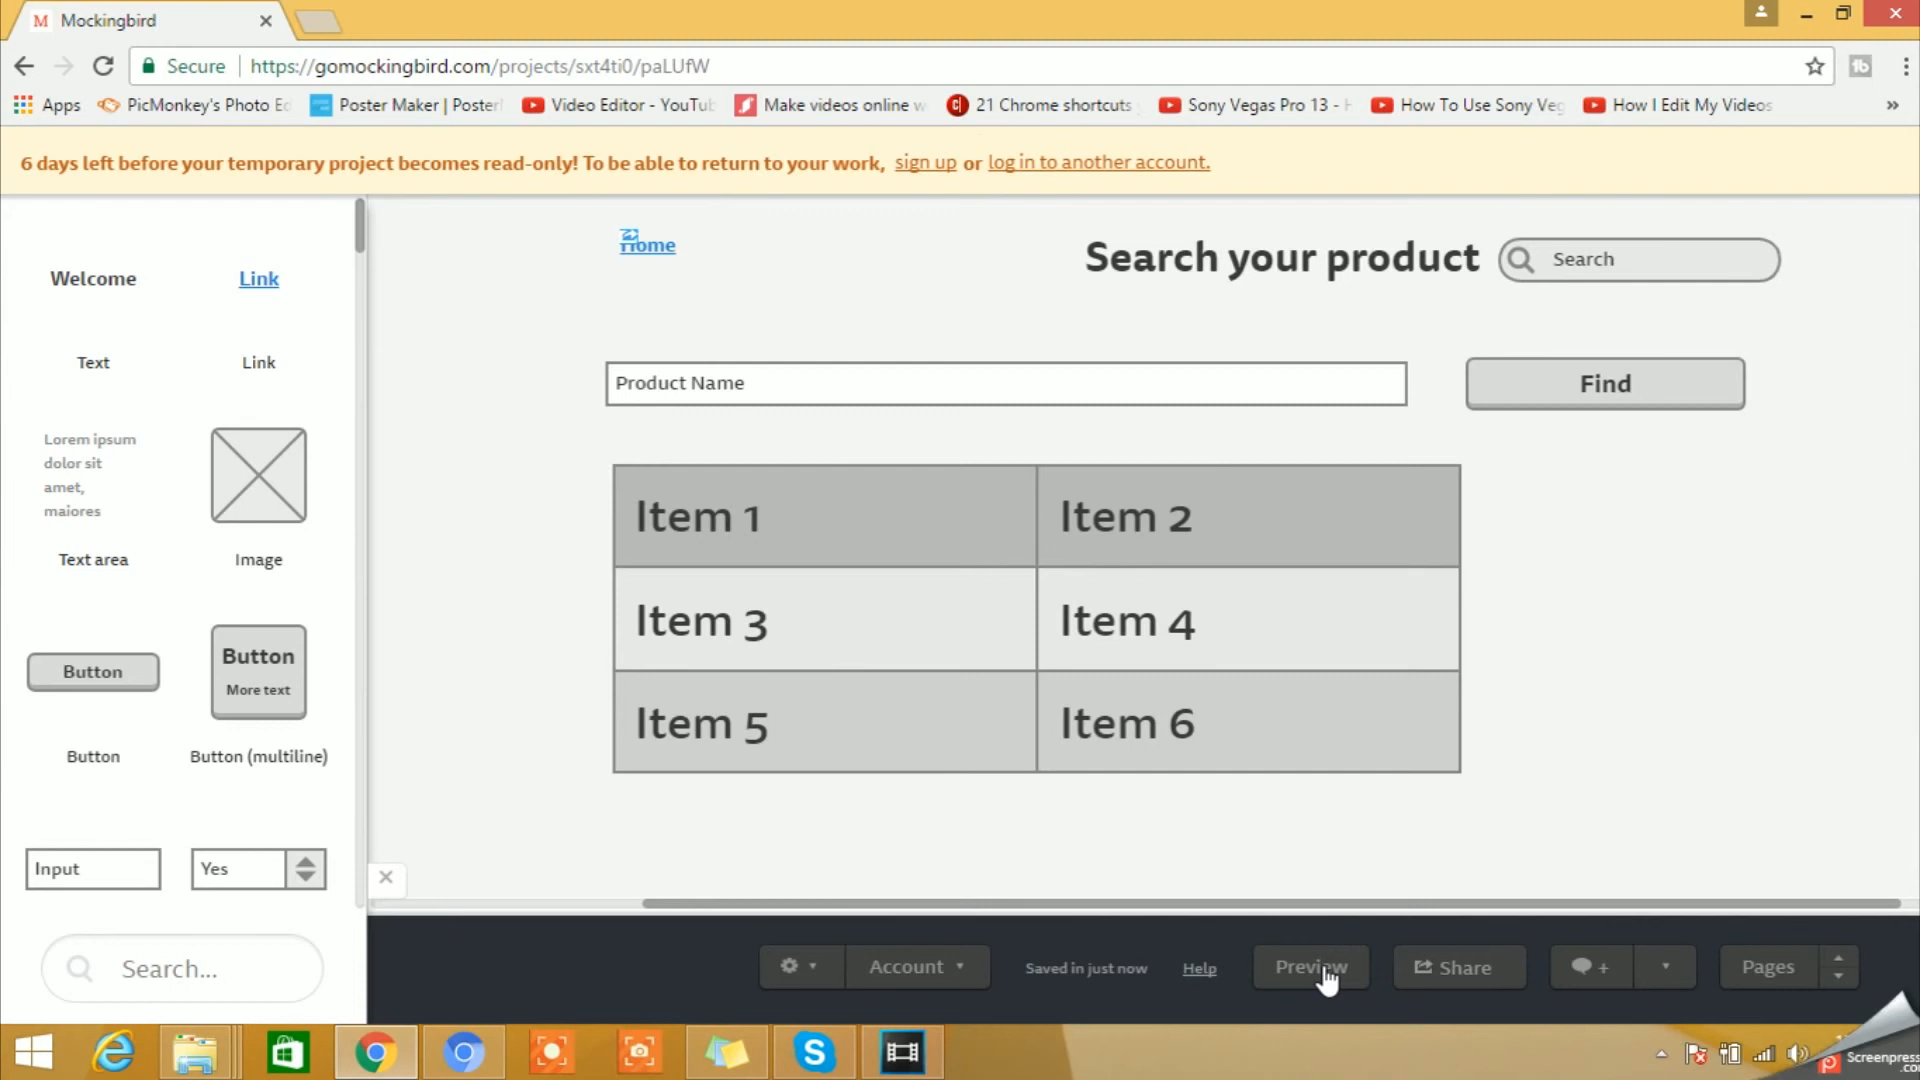 M Mockingbird
Secure https://gomockingbird.com/projects/sxt4ti0/paLUfW
Apps PicMonkey's Photo Ed Poster Maker | Poster Video Editor - YouTu Make videos online w 21 Chrome shortcuts Sony Vegas Pro 13 - H How To Use Sony Veg How I Edit My Videos »
6 days left before your temporary project becomes read-only! To be able to return to your work, sign up or log in to another account.
Home
Search your product
Search
Welcome
Link
Text
Link
Product Name
Find
Lorem ipsum
dolor sit
amet,
maiores
Text area
Image
Item 1
Item 2
Item 3
Item 4
Item 5
Item 6
Button
Button
More text
Button
Button (multiline)
Input
Yes
Search...
Account
Saved in just now
Help
Preview
Share
+
Pages
Screenpress
.co